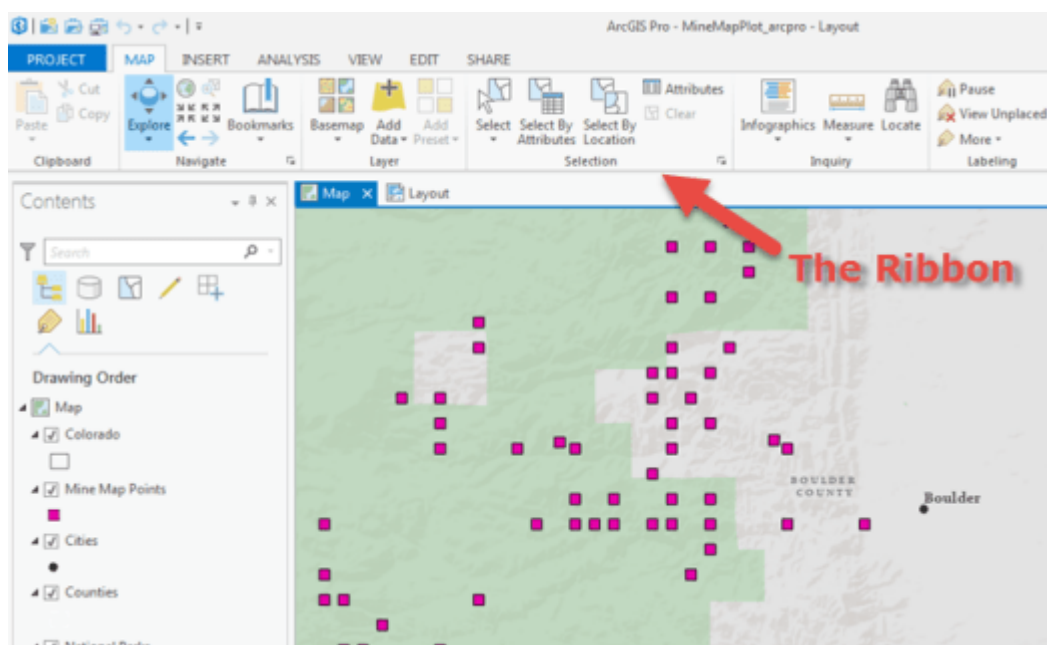 ArcGIS Pro - MineMapPlot_arcpro - Layout
PROJECT MAP INSERT ANALYSIS VIEW EDIT SHARE
Paste Cut Copy Explore Bookmarks Basemap Add Data Add Preset Select Select By Attributes Select By Location Attributes Clear Infographics Measure Locate Pause View Unplaced More
Clipboard Navigate Layer Selection Inquiry Labeling
Contents
Map Layout
Search
The Ribbon
Drawing Order
Map
Colorado
Mine Map Points
Cities
Counties
National Parks
BOULDER
COUNTY
Boulder